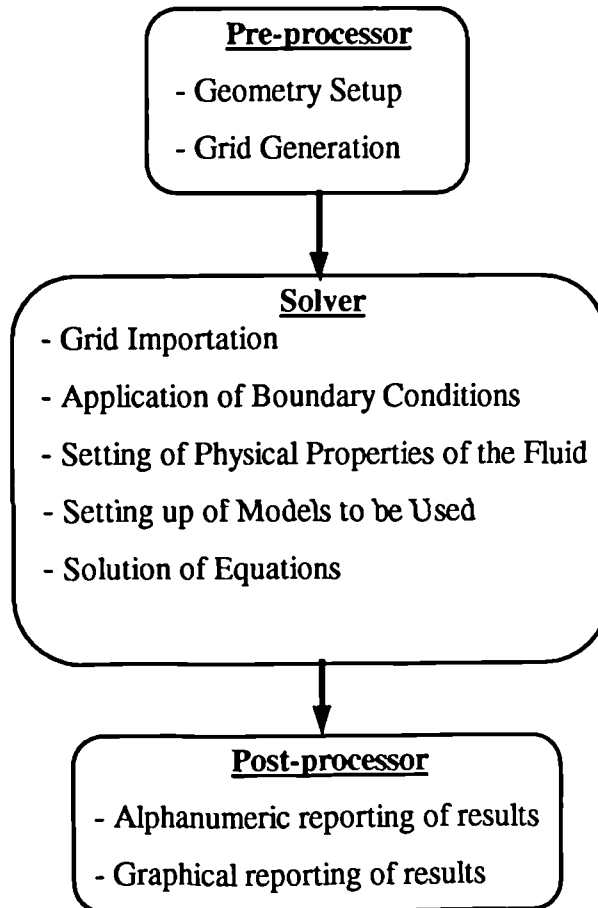 Pre-processor
- Geometry Setup
- Grid Generation
Solver
- Grid Importation
- Application of Boundary Conditions
- Setting of Physical Properties of the Fluid
- Setting up of Models to be Used
- Solution of Equations
Post-processor
- Alphanumeric reporting of results
- Graphical reporting of results